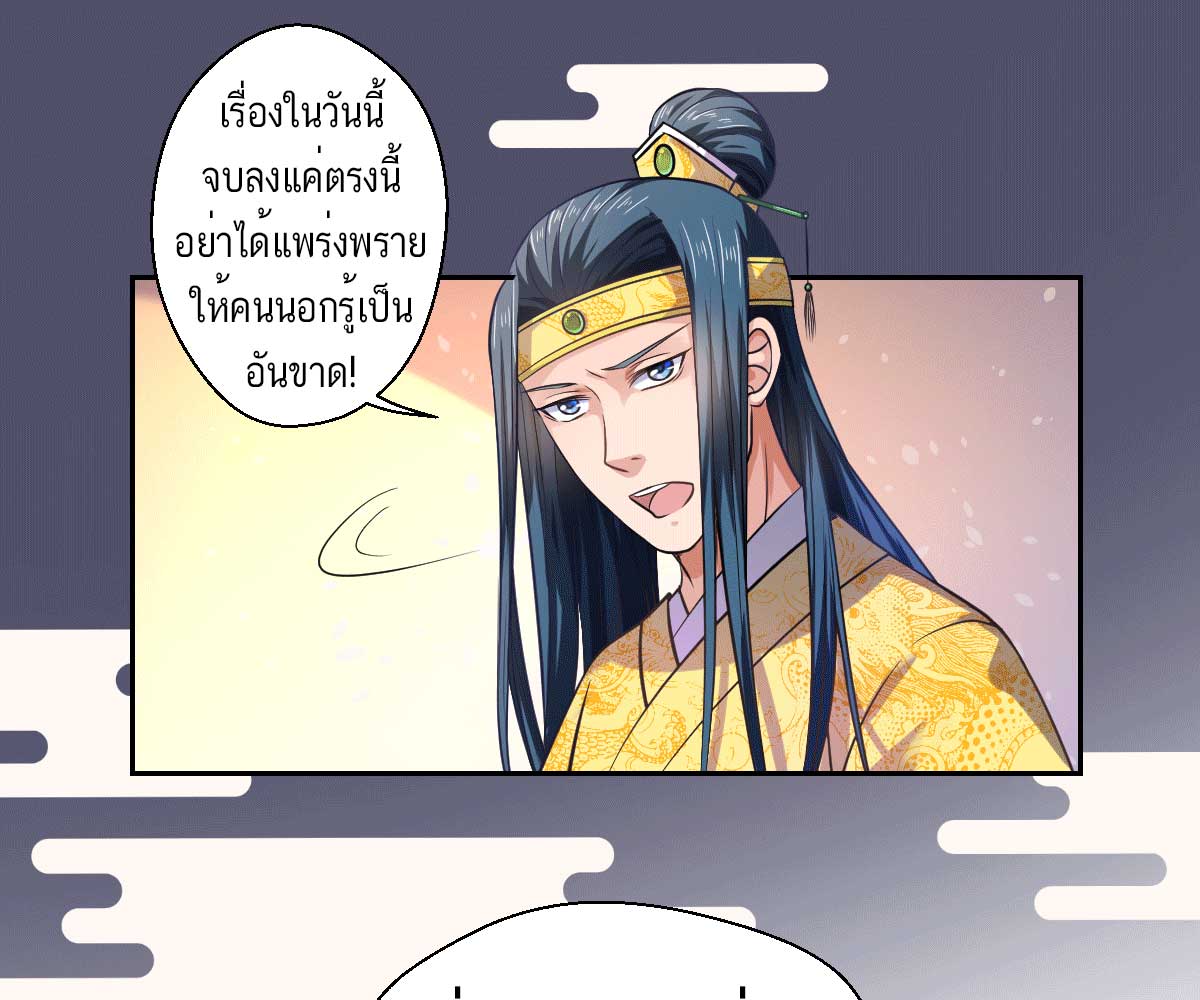 เรื่องในวันนี้
จบลงแค่ตรงนี้
อย่าได้แพร่งพราย
ให้คนนอกรู้เป็น
อันขาด!